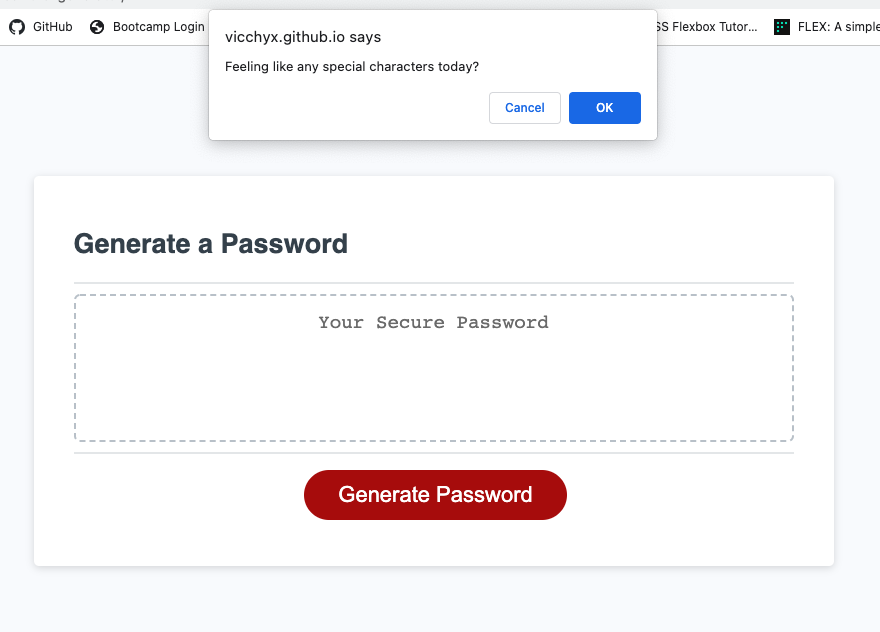 GitHub
Bootcamp Login
SS Flexbox Tutor...
FLEX: A simple
vicchyx.github.io says
Feeling like any special characters today?
Cancel
OK
Generate a Password
Your Secure Password
Generate Password